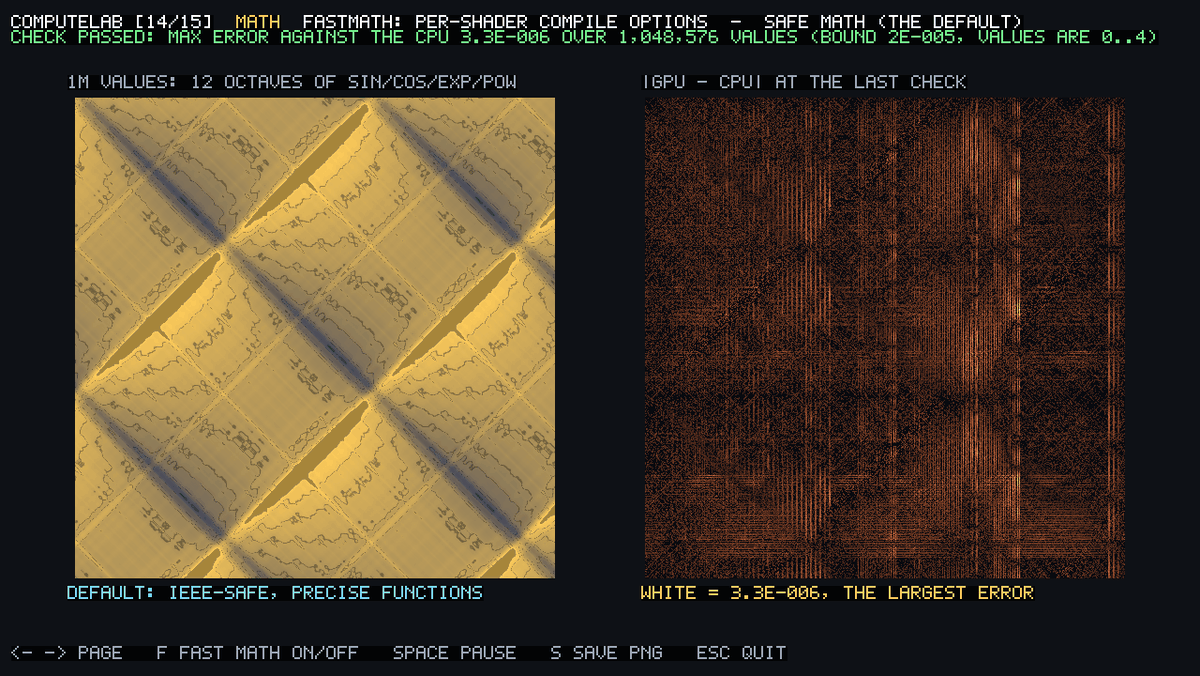 COMPUTELAB [14/15]  MATH  FASTMATH: PER-SHADER COMPILE OPTIONS  -  SAFE MATH (THE DEFAULT)
CHECK PASSED: MAX ERROR AGAINST THE CPU 3.3E-006 OVER 1,048,576 VALUES (BOUND 2E-005, VALUES ARE 0..4)
1M VALUES: 12 OCTAVES OF SIN/COS/EXP/POW
|GPU - CPU| AT THE LAST CHECK
DEFAULT: IEEE-SAFE, PRECISE FUNCTIONS
WHITE = 3.3E-006, THE LARGEST ERROR
<- -> PAGE   F FAST MATH ON/OFF   SPACE PAUSE   S SAVE PNG   ESC QUIT